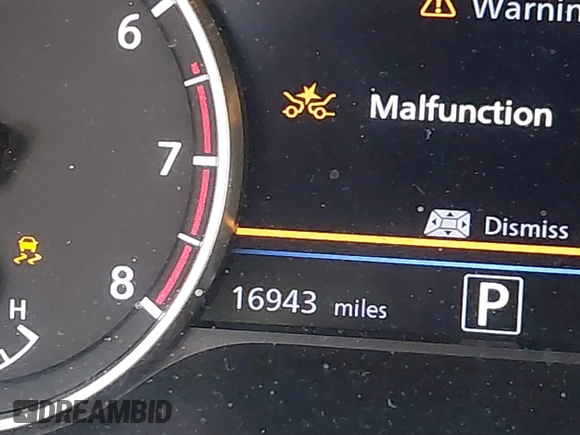 6
Warnin
Malfunction
7
Dismiss
8
16943 miles
P
H
DREAMBID